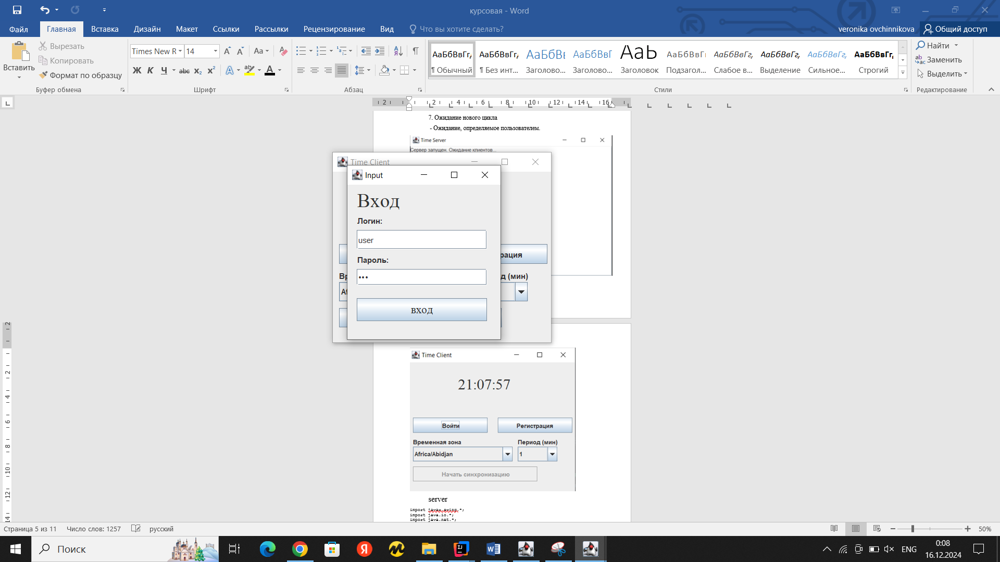 курсовая - Word
Файл Главная Вставка Дизайн Макет Ссылки Рассылки Рецензирование Вид Что вы хотите сделать? veronika ovchinnikova Общий доступ
Вставить
Вырезать
Копировать
Формат по образцу
Буфер обмена
Times New R 14 Aa
Ж К Ч abc x₂ x² A A
Шрифт
Абзац
АаБбВвГг, АаБбВвГг, АаБбВв АаБбВвГ АаБ АаБбВвГг АаБбВвГг, АаБбВвГг, АаБбВвГг, АаБбВвГг,
¶ Обычный ¶ Без инт... Заголово... Заголово... Заголовок Подзагол... Слабое в... Выделение Сильное... Строгий
Стили
Найти
Заменить
Выделить
Редактирование
2 2 4 6 8 10 12 14 16
7. Ожидание нового цикла
- Ожидание, определяемое пользователем.
Time Server
Сервер запущен. Ожидание клиентов...
Time Client
Input
Вход
Логин:
user
Пароль:
•••
вход
рация
Вр
д (мин)
Af
Time Client
21:07:57
Войти Регистрация
Временная зона Период (мин)
Africa/Abidjan 1
Начать синхронизацию
server
import javax.swing.*;
import java.io.*;
import java.net.*;
2 2 4 6 8 10 12 14
Страница 5 из 11 Число слов: 1257 русский 50%
Поиск
ENG
0:08
16.12.2024